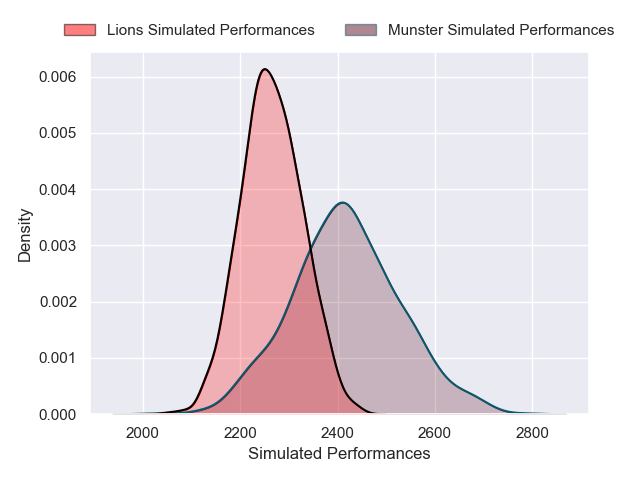 Lions Simulated Performances Munster Simulated Performances
0.006
0.005
0.004
0.003
0.002
0.001
0.000
Density
2000 2200 2400 2600 2800
Simulated Performances